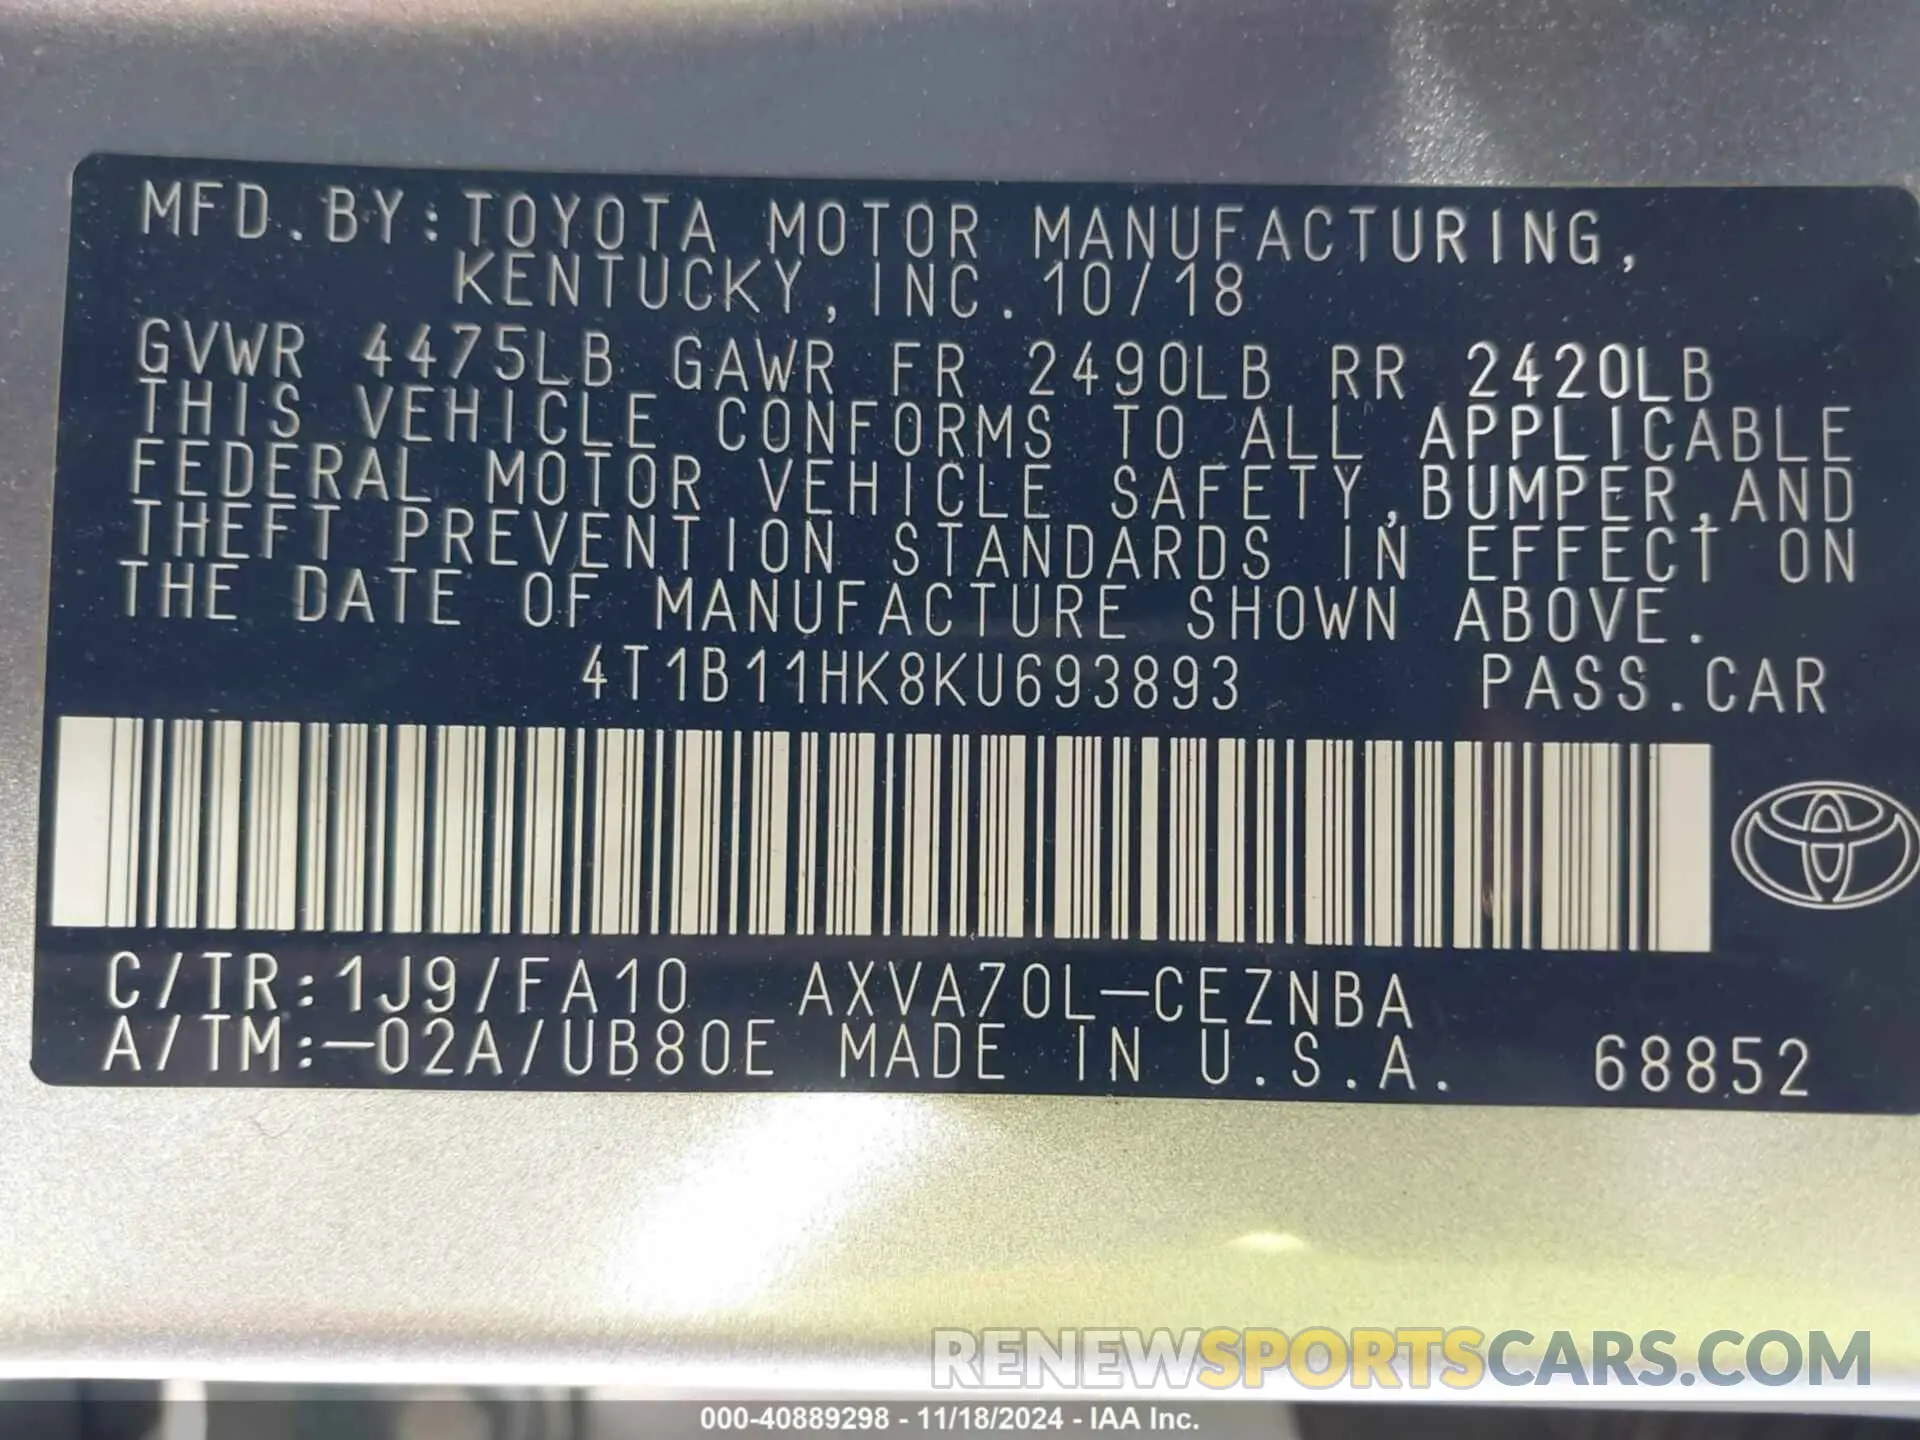 MFD.BY:TOYOTA MOTOR MANUFACTURING,
KENTUCKY,INC.10/18
GVWR 4475LB GAWR FR 2490LB RR 2420LB
THIS VEHICLE CONFORMS TO ALL APPLICABLE
FEDERAL MOTOR VEHICLE SAFETY,BUMPER,AND
THEFT PREVENTION STANDARDS IN EFFECT ON
THE DATE OF MANUFACTURE SHOWN ABOVE.
4T1B11HK8KU693893 PASS.CAR
C/TR:1J9/FA10 AXVA70L-CEZNBA
A/TM:-02A/UB80E MADE IN U.S.A. 68852
RENEWSPORTSCARS.COM
000-40889298 - 11/18/2024 - IAA Inc.